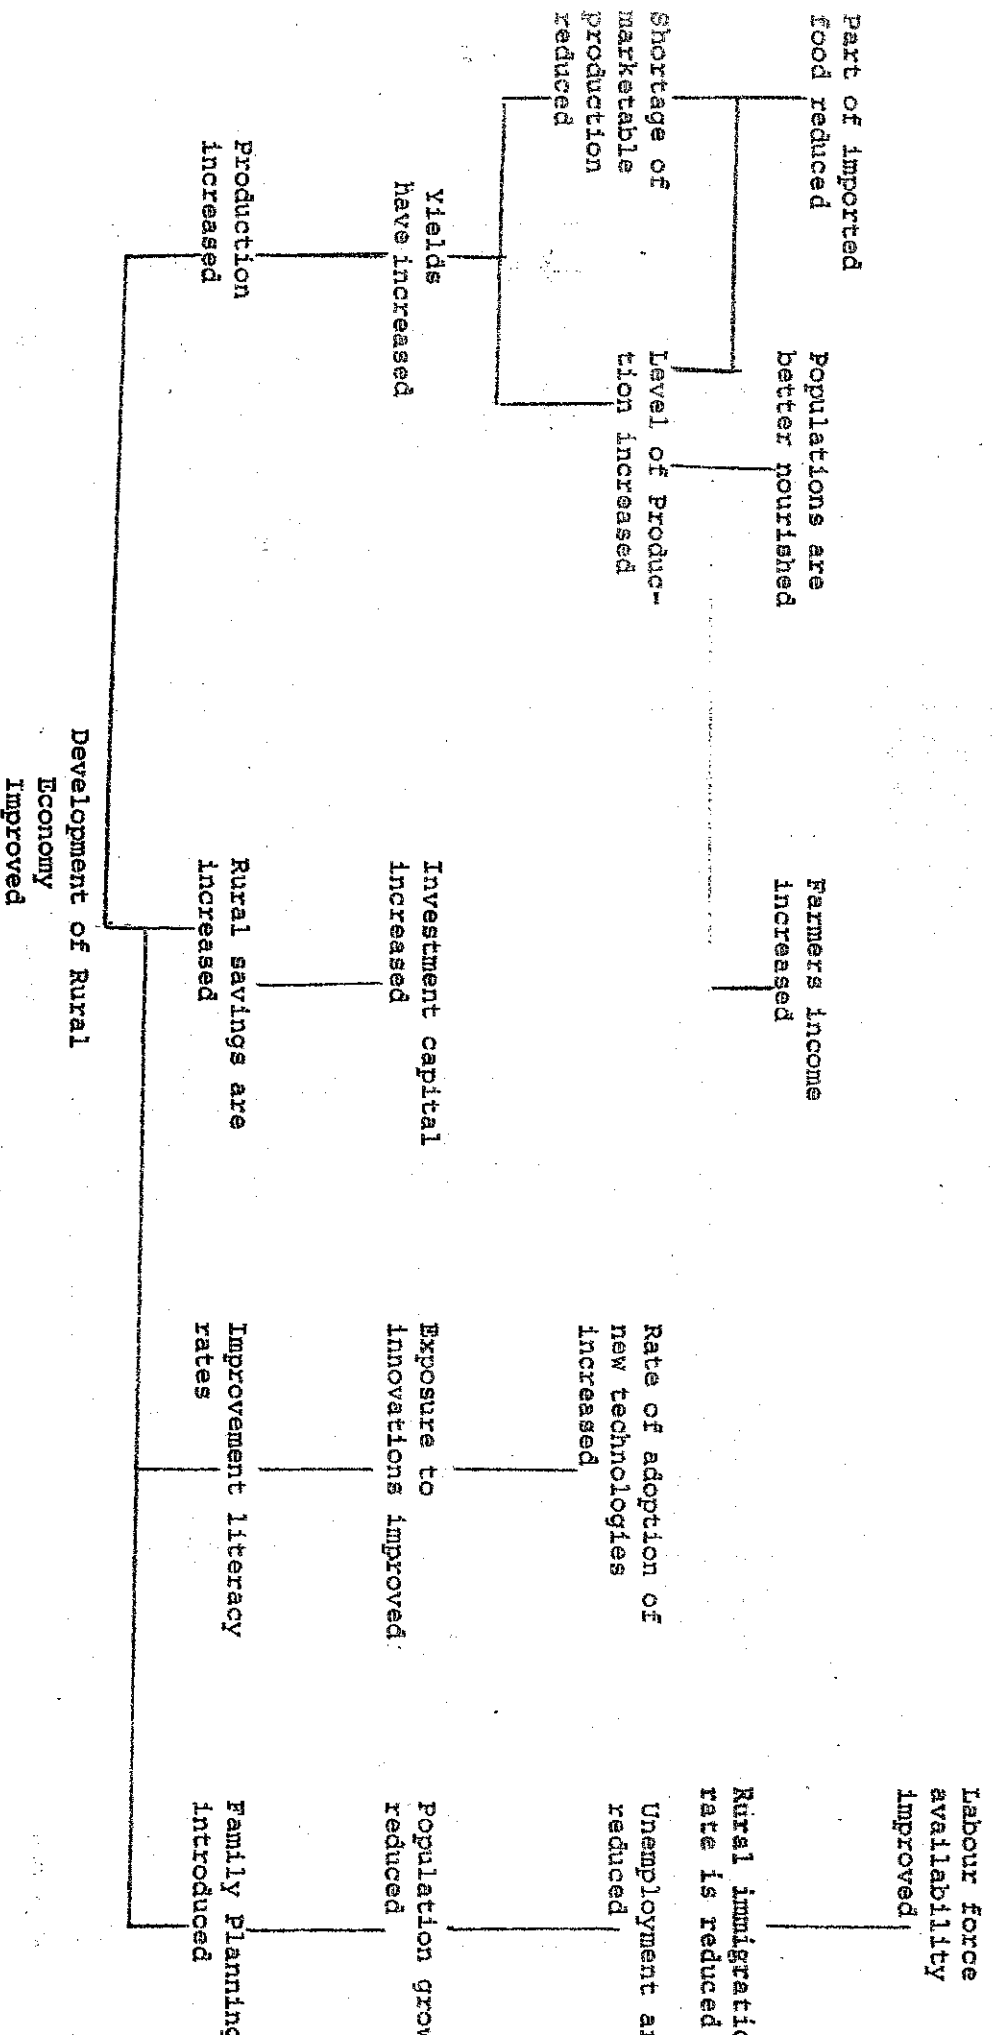 Labour force
availability
improved
Part of imported
food reduced
Populations are
better nourished
Farmers income
increased
Rural
rate is reduced
Shortage of
marketable
production
reduced
Level of Produc-
tion increased
Rate of adoption of
new technologies
increased
Unemployment
reduced
Yields
have increased
Investment capital
increased
Exposure to
innovations improved
Population
reduced
Production
increased
Rural savings are
increased
Improvement literacy
rates
Family Planning
introduced
Development of Rural
Economy
Improved